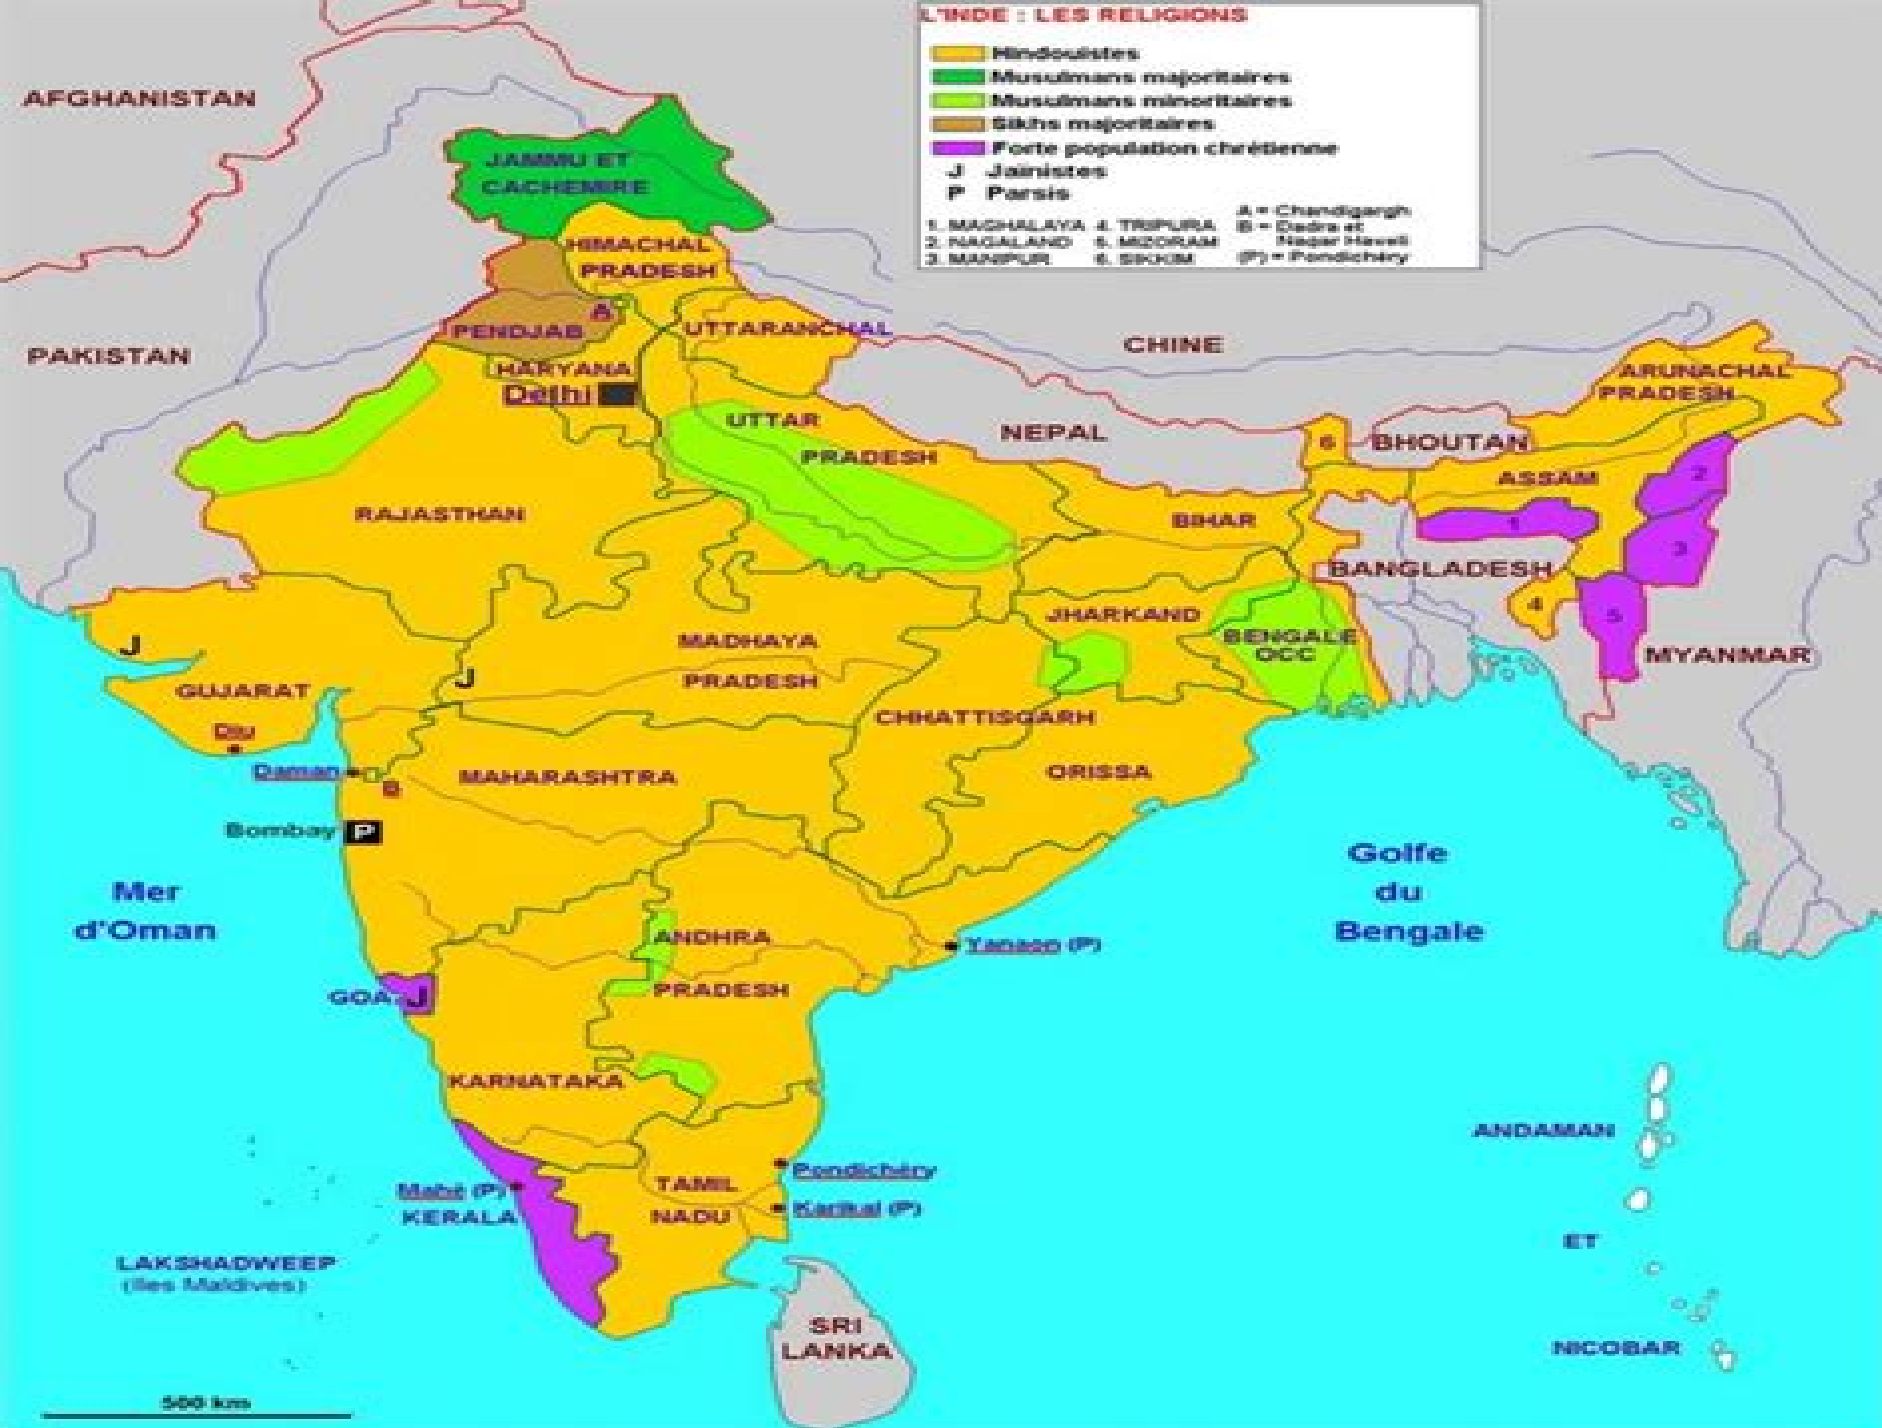 L'INDE : LES RELIGIONS
Hindouistes
Musulmans majoritaires
Musulmans minoritaires
Sikhs majoritaires
Forte population chrétienne
J Jaïnistes
P Parsis
1. MAGHALAYA 4. TRIPURA
2. NAGALAND 5. MIZORAM
3. MANIPUR 6. SIKKIM
A = Chandigargh
B = Dadra et
Nagar Haveli
(P) = Pondichéry
AFGHANISTAN
JAMMU ET
CACHEMIRE
HIMACHAL
PRADESH
A
PENDJAB
UTTARANCHAL
PAKISTAN
CHINE
HARYANA
Delhi
ARUNACHAL
PRADESH
UTTAR
PRADESH
NEPAL
6
BHOUTAN
ASSAM
2
RAJASTHAN
BIHAR
1
3
BANGLADESH
4
5
JHARKAND
BENGALE
OCC
MYANMAR
J
MADHAYA
PRADESH
J
GUJARAT
Diu
CHHATTISGARH
Daman
B
MAHARASHTRA
ORISSA
Bombay
P
Golfe
du
Bengale
Mer
d'Oman
ANDHRA
PRADESH
Yanaon (P)
GOA
J
KARNATAKA
ANDAMAN
ET
NICOBAR
Pondichéry
TAMIL
NADU
Karikal (P)
Mahé (P)
KERALA
LAKSHADWEEP
(Iles Maldives)
SRI
LANKA
500 km